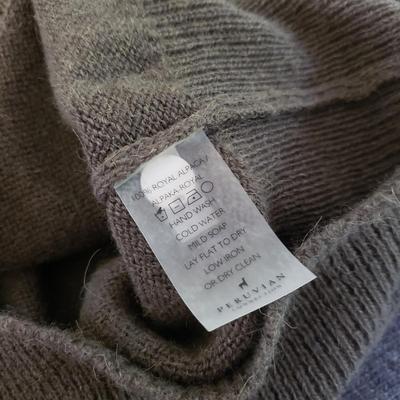 100% ROYAL ALPACA /
ALPAKA-ROYAL
HAND WASH
COLD WATER
MILD SOAP
LAY FLAT TO DRY
LOW IRON
OR DRY CLEAN
PERUVIAN